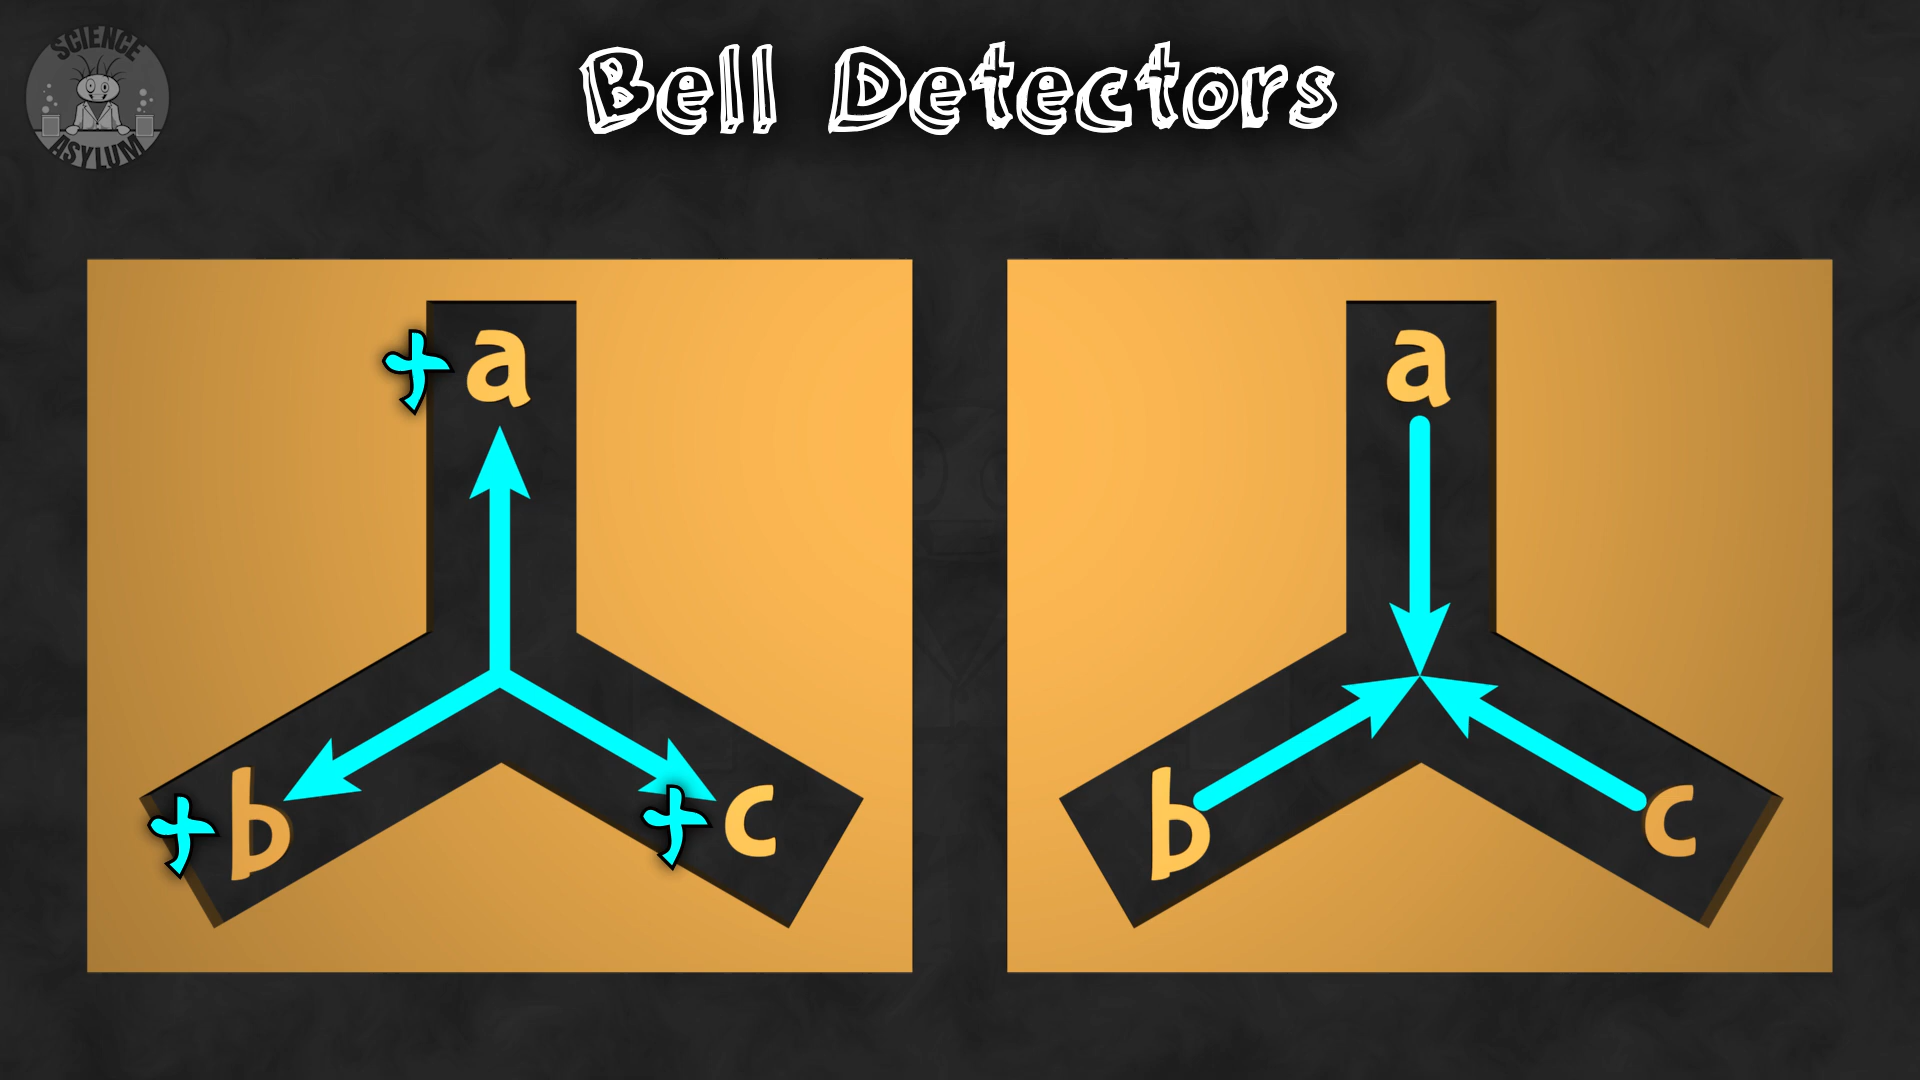 SCIENCE
ASYLUM
Bell Detectors
+a
a
+b
+c
b
c